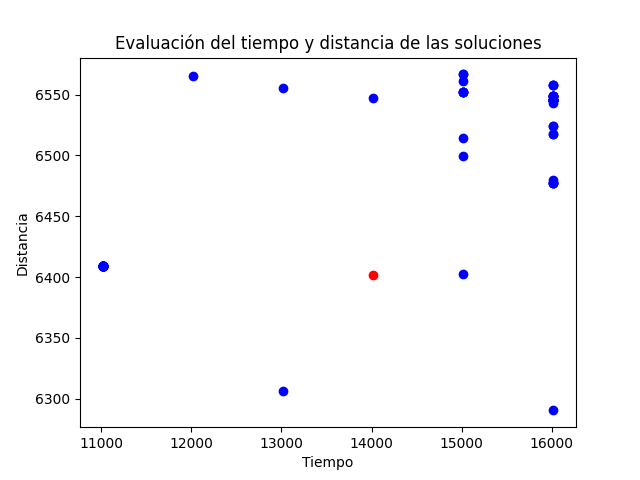 Evaluación del tiempo y distancia de las soluciones
6550
6500
6450
6400
6350
6300
Distancia
11000 12000 13000 14000 15000 16000
Tiempo